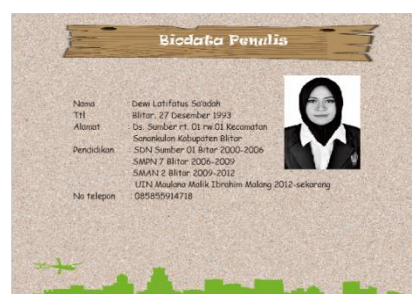 Biodata Penulis
Nama : Dewi Latifatus Sa'adah
Ttl : Blitar, 27 Desember 1993
Alamat : Ds. Sumber rt. 01 rw 01 Kecamatan
Sanankulon Kabupaten Blitar
Pendidikan : SDN Sumber 01 Bitar 2000-2006
SMPN 7 Blitar 2006-2009
SMAN 2 Blitar 2009-2012
UIN Maulana Malik Ibrahim Malang 2012-sekarang
No telepon : 085855914718